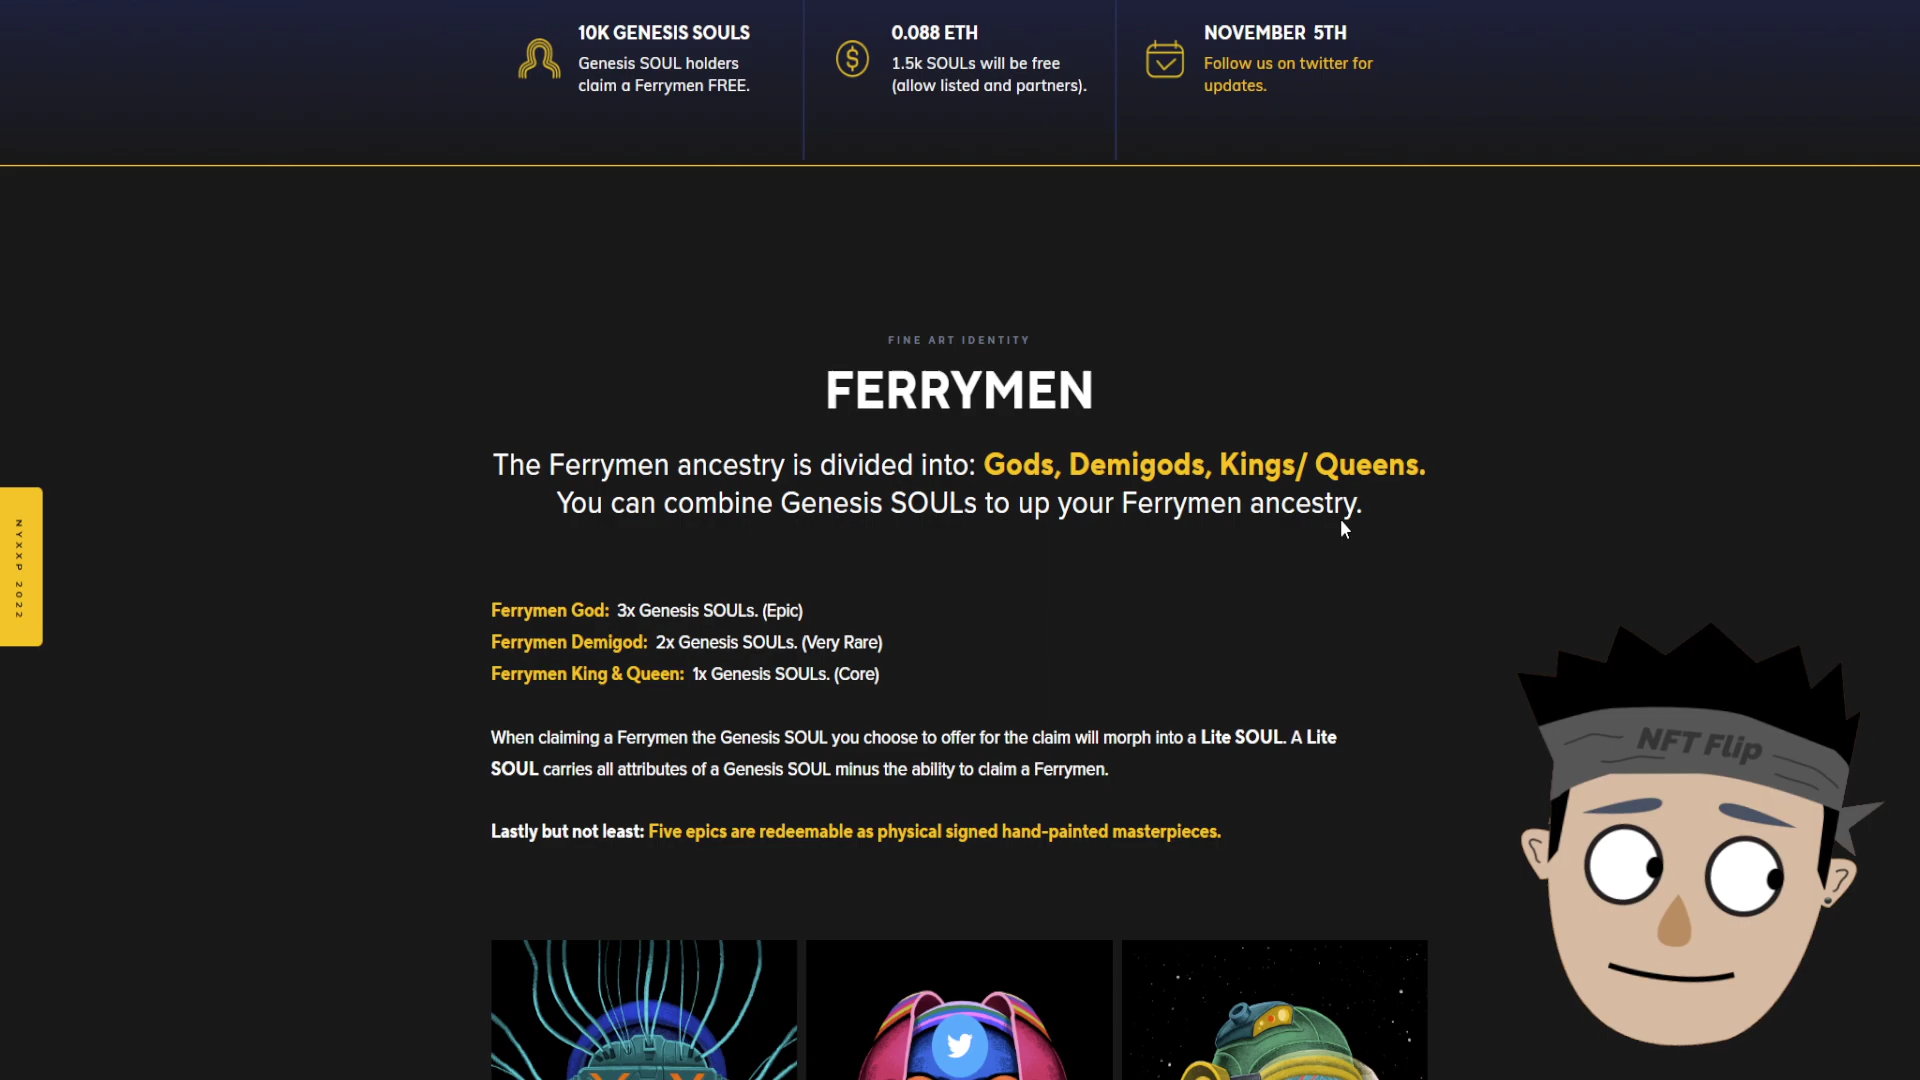 10K GENESIS SOULS
Genesis SOUL holders
claim a Ferrymen FREE.
0.088 ETH
1.5k SOULs will be free
(allow listed and partners).
NOVEMBER 5TH
Follow us on twitter for
updates.
FINE ART IDENTITY
FERRYMEN
The Ferrymen ancestry is divided into: Gods, Demigods, Kings/ Queens.
You can combine Genesis SOULs to up your Ferrymen ancestry.
NYXXP 2022
Ferrymen God: 3x Genesis SOULs. (Epic)
Ferrymen Demigod: 2x Genesis SOULs. (Very Rare)
Ferrymen King & Queen: 1x Genesis SOULs. (Core)
When claiming a Ferrymen the Genesis SOUL you choose to offer for the claim will morph into a Lite SOUL. A Lite
SOUL carries all attributes of a Genesis SOUL minus the ability to claim a Ferrymen.
Lastly but not least: Five epics are redeemable as physical signed hand-painted masterpieces.
NFT Flip